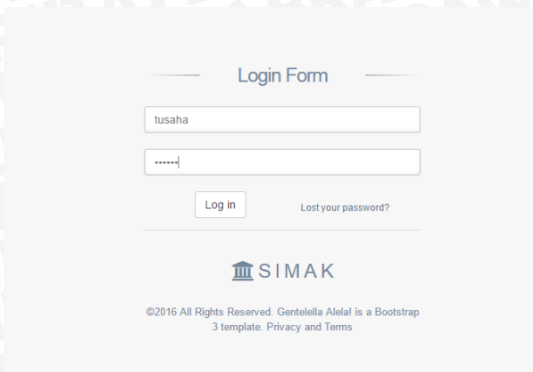 Login Form
tusaha
••••••
Log in
Lost your password?
SIMAK
©2016 All Rights Reserved. Gentelella Alela! is a Bootstrap
3 template. Privacy and Terms